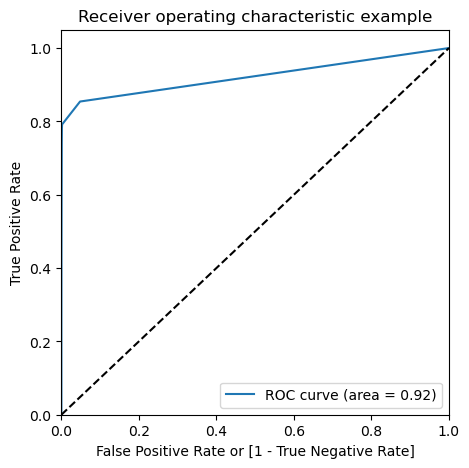 Receiver operating characteristic example
1.0
0.8
0.6
0.4
0.2
0.0
True Positive Rate
ROC curve (area = 0.92)
0.0 0.2 0.4 0.6 0.8 1.0
False Positive Rate or [1 - True Negative Rate]